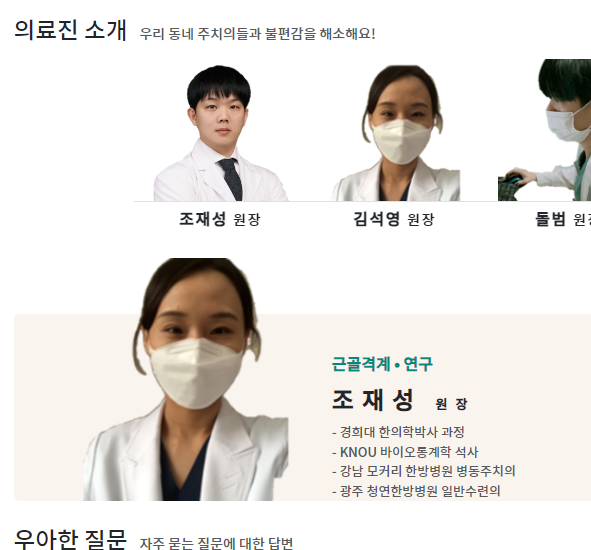 의료진 소개 우리 동네 주치의들과 불편감을 해소해요!
조재성 원장 김석영 원장 돌범 원장
근골격계 • 연구
조재성 원장
- 경희대 한의학박사 과정
- KNOU 바이오통계학 석사
- 강남 모커리 한방병원 병동주치의
- 광주 청연한방병원 일반수련의
우아한 질문 자주 묻는 질문에 대한 답변